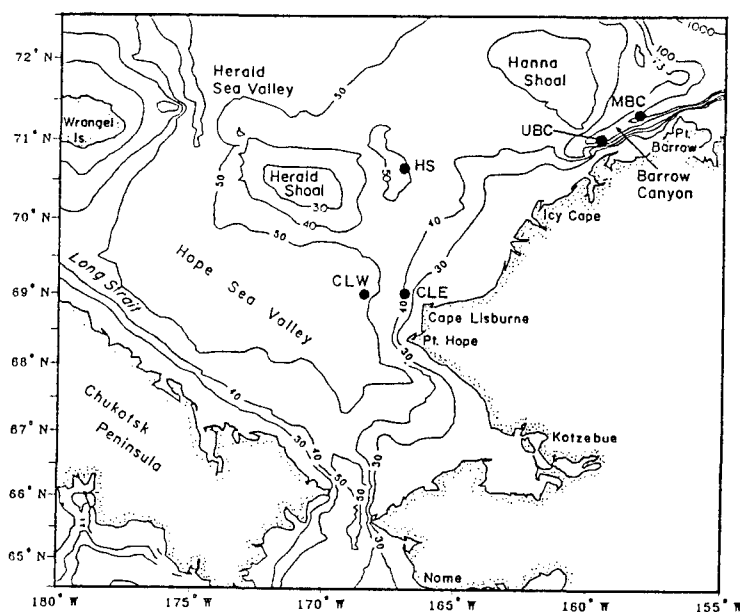 72° N
71° N
70° N
69° N
68° N
67° N
66° N
65° N
180° W
175° W
170° W
165° W
160° W
155° W
Herald
Sea Valley
Hanna
Shoal
100
1000
50
MBC
UBC
Pt.
Barrow
Barrow
Canyon
Wrangel
Is.
HS
50
Herald
Shoal
30
40
50
50
40
30
Icy Cape
Long Strait
Hope Sea Valley
CLW
CLE
40
Cape Lisburne
Pt. Hope
30
Chukotsk
Peninsula
40
30
40
50
30
50
30
Kotzebue
Nome